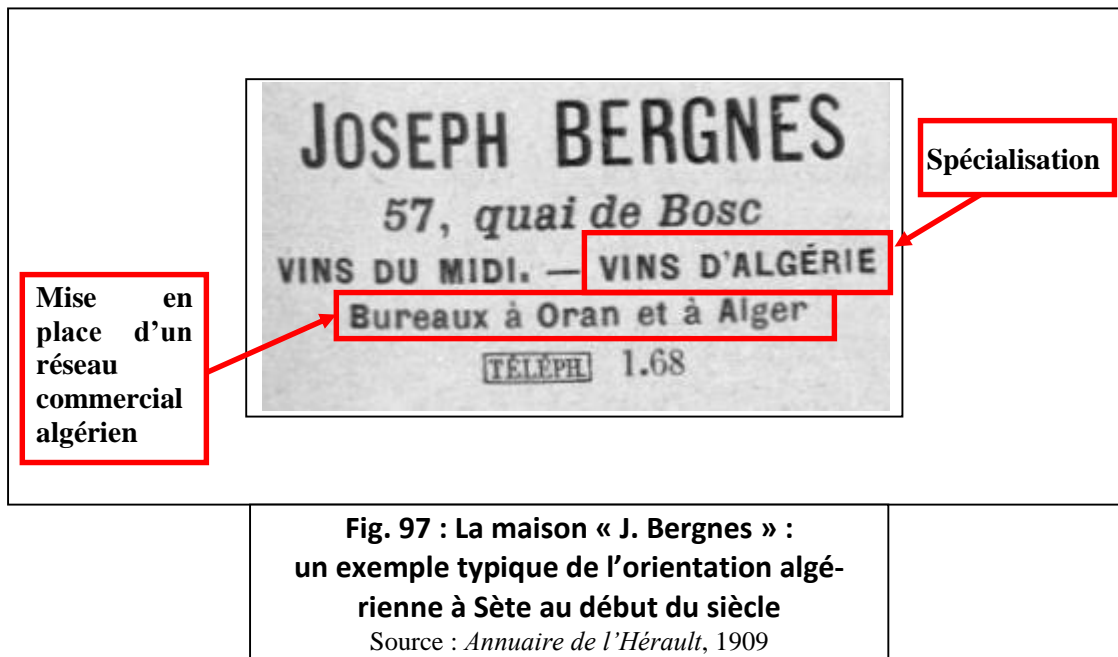 JOSEPH BERGNES
57, quai de Bosc
VINS DU MIDI. — VINS D'ALGÉRIE
Bureaux à Oran et à Alger
TÉLÉPH. 1.68
Spécialisation
Mise en
place d’un
réseau
commercial
algérien
Fig. 97 : La maison « J. Bergnes » :
un exemple typique de l’orientation algé-
rienne à Sète au début du siècle
Source : Annuaire de l’Hérault, 1909